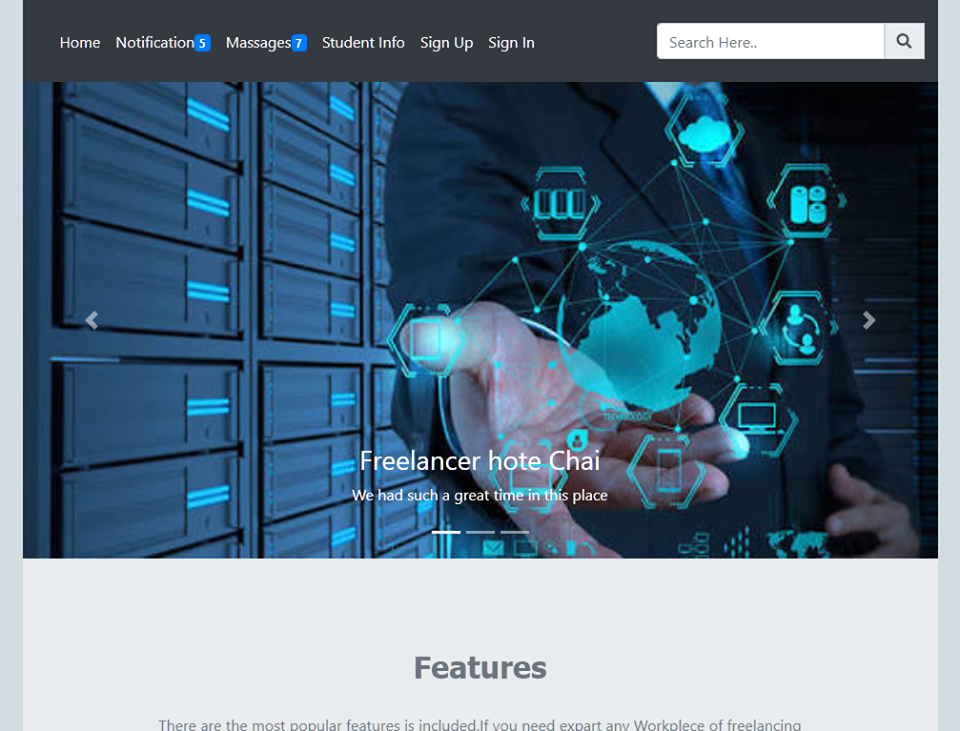 Home Notification 5 Massages 7 Student Info Sign Up Sign In Search Here..
Freelancer hote Chai
We had such a great time in this place
Features
There are the most popular features is included.If you need expart any Workplece of freelancing